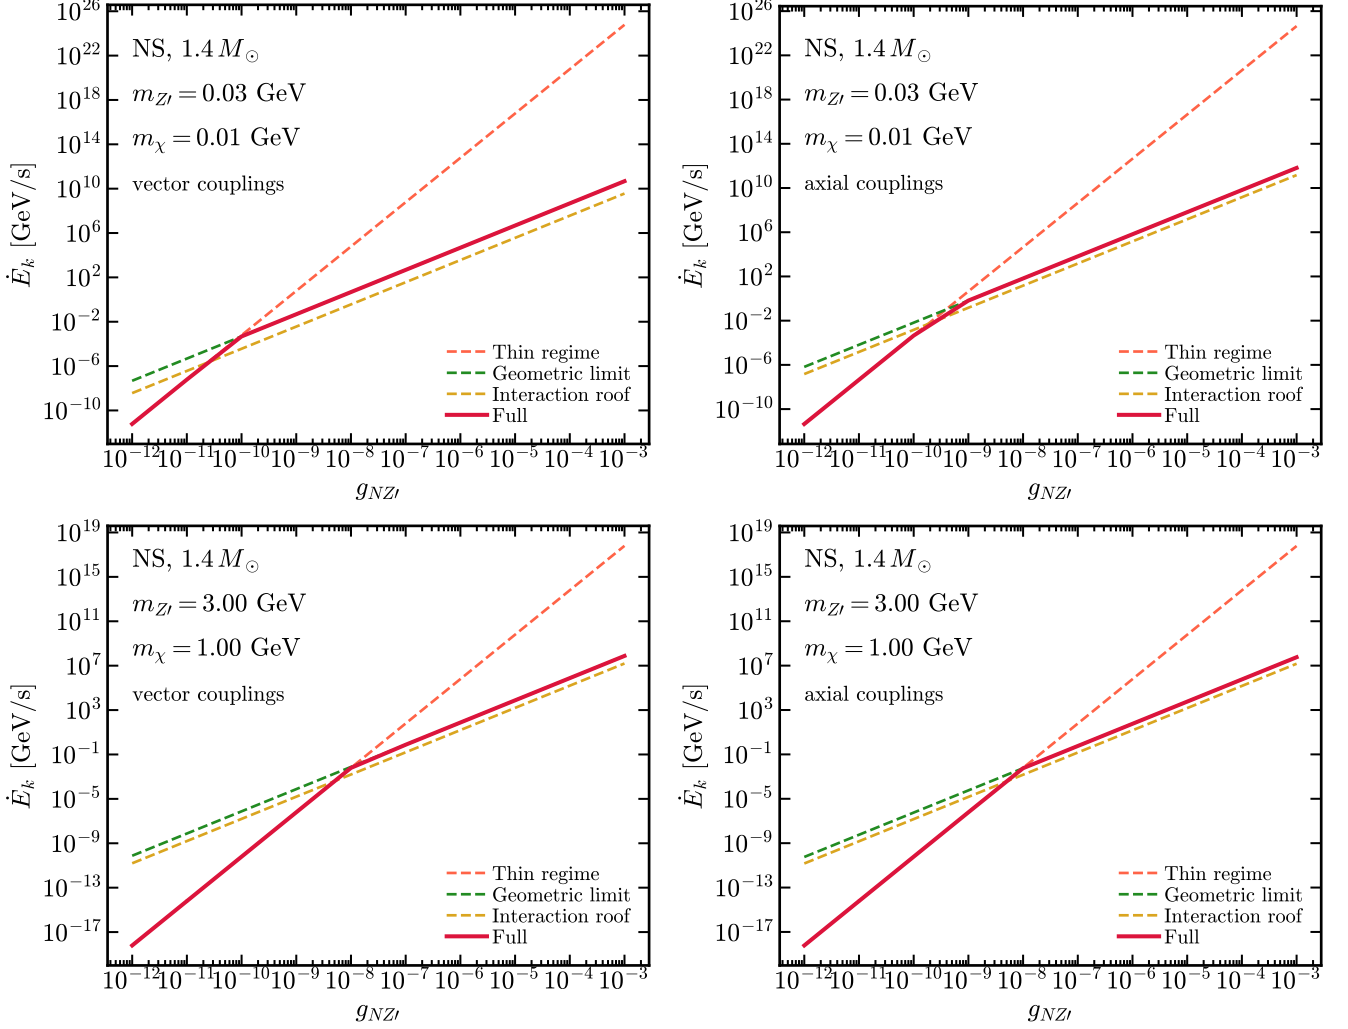 NS, 1.4 M☉
m_{Z′} = 0.03 GeV
m_χ = 0.01 GeV
vector couplings
Ė_k [GeV/s]
10^26
10^22
10^18
10^14
10^10
10^6
10^2
10^−2
10^−6
10^−10
Thin regime
Geometric limit
Interaction roof
Full
10^−12 10^−11 10^−10 10^−9 10^−8 10^−7 10^−6 10^−5 10^−4 10^−3
g_{NZ′}
NS, 1.4 M☉
m_{Z′} = 0.03 GeV
m_χ = 0.01 GeV
axial couplings
Ė_k [GeV/s]
10^26
10^22
10^18
10^14
10^10
10^6
10^2
10^−2
10^−6
10^−10
Thin regime
Geometric limit
Interaction roof
Full
10^−12 10^−11 10^−10 10^−9 10^−8 10^−7 10^−6 10^−5 10^−4 10^−3
g_{NZ′}
NS, 1.4 M☉
m_{Z′} = 3.00 GeV
m_χ = 1.00 GeV
vector couplings
Ė_k [GeV/s]
10^19
10^15
10^11
10^7
10^3
10^−1
10^−5
10^−9
10^−13
10^−17
Thin regime
Geometric limit
Interaction roof
Full
10^−12 10^−11 10^−10 10^−9 10^−8 10^−7 10^−6 10^−5 10^−4 10^−3
g_{NZ′}
NS, 1.4 M☉
m_{Z′} = 3.00 GeV
m_χ = 1.00 GeV
axial couplings
Ė_k [GeV/s]
10^19
10^15
10^11
10^7
10^3
10^−1
10^−5
10^−9
10^−13
10^−17
Thin regime
Geometric limit
Interaction roof
Full
10^−12 10^−11 10^−10 10^−9 10^−8 10^−7 10^−6 10^−5 10^−4 10^−3
g_{NZ′}